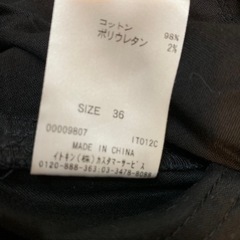 コットン 98%
ポリウレタン 2%
SIZE 36
00009807 IT012C
MADE IN CHINA
イトキン(株)カスタマーサービス
0120-888-363:03-3478-8088